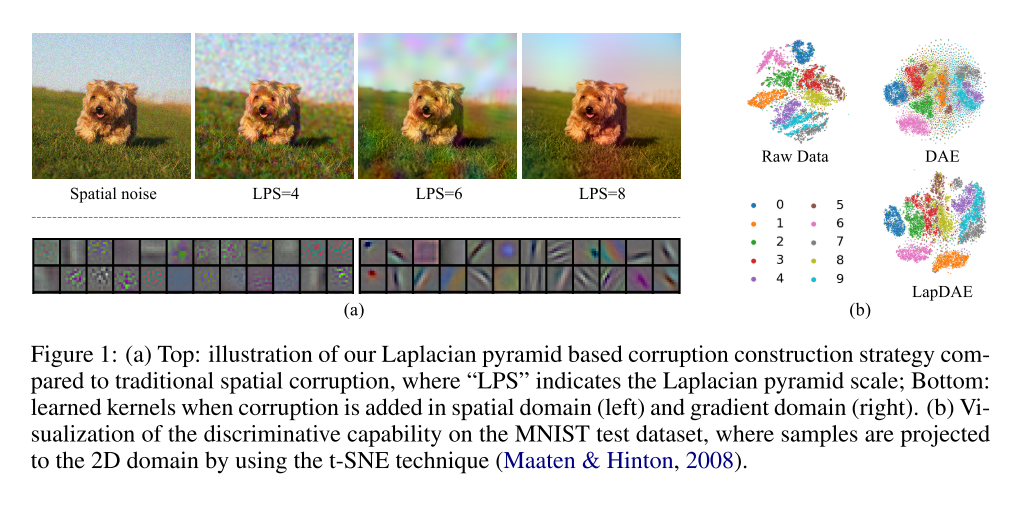 Spatial noise
LPS=4
LPS=6
LPS=8
(a)
Raw Data
DAE
0
5
1
6
2
7
3
8
4
9
LapDAE
(b)
Figure 1: (a) Top: illustration of our Laplacian pyramid based corruption construction strategy com-
pared to traditional spatial corruption, where “LPS” indicates the Laplacian pyramid scale; Bottom:
learned kernels when corruption is added in spatial domain (left) and gradient domain (right). (b) Vi-
sualization of the discriminative capability on the MNIST test dataset, where samples are projected
to the 2D domain by using the t-SNE technique (Maaten & Hinton, 2008).